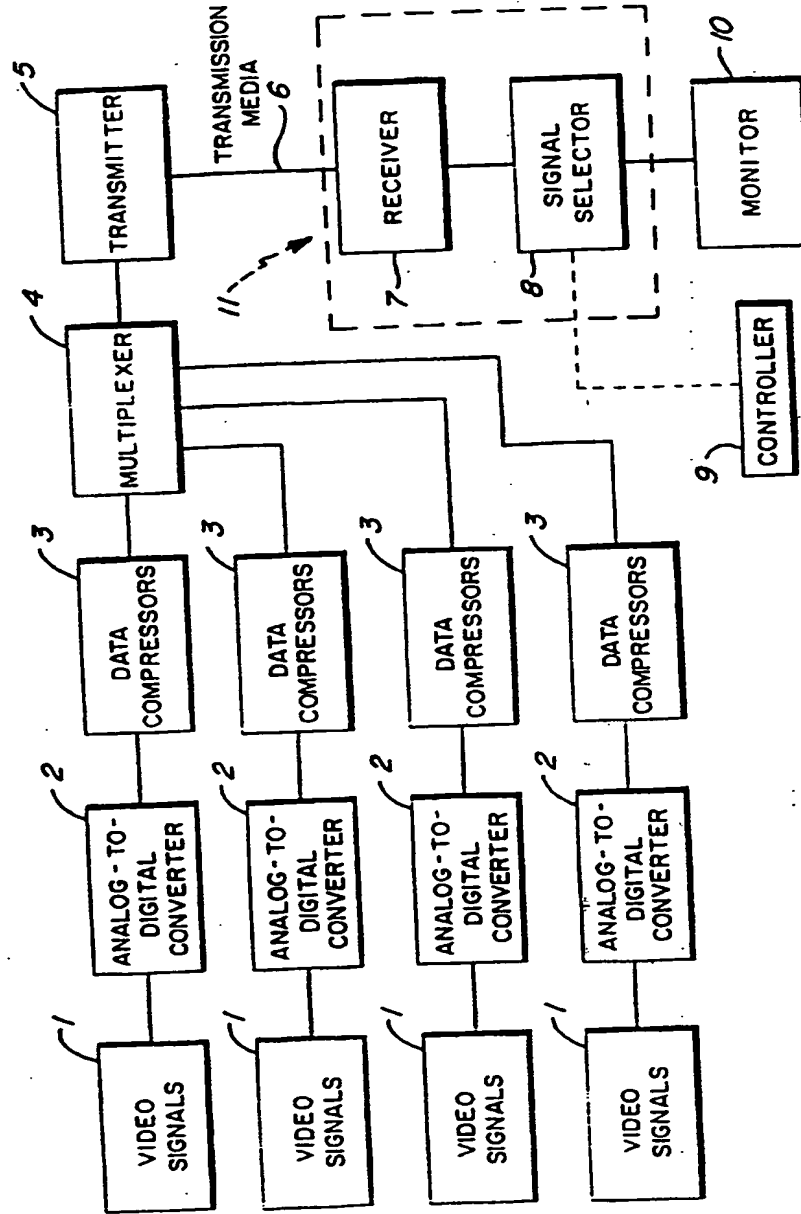 5
TRANSMITTER
TRANSMISSION
MEDIA
6
4
MULTIPLEXER
11
RECEIVER
7
SIGNAL
SELECTOR
8
10
MONITOR
9
CONTROLLER
1
VIDEO
SIGNALS
2
ANALOG-TO-
DIGITAL
CONVERTER
3
DATA
COMPRESSORS
1
VIDEO
SIGNALS
2
ANALOG-TO-
DIGITAL
CONVERTER
3
DATA
COMPRESSORS
1
VIDEO
SIGNALS
2
ANALOG-TO-
DIGITAL
CONVERTER
3
DATA
COMPRESSORS
1
VIDEO
SIGNALS
2
ANALOG-TO-
DIGITAL
CONVERTER
3
DATA
COMPRESSORS